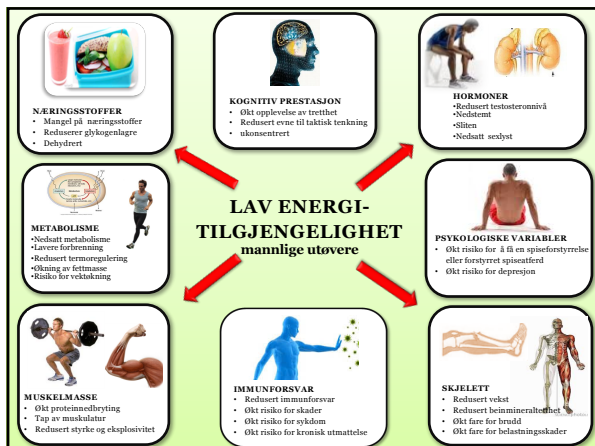 NÆRINGSSTOFFER
• Mangel på næringsstoffer
• Reduserer glykogenlagre
• Dehydrert
KOGNITIV PRESTASJON
• Økt opplevelse av tretthet
• Redusert evne til taktisk tenkning
• ukonsentrert
HORMONER
•Redusert testosteronnivå
•Nedstemt
•Sliten
•Nedsatt sexlyst
METABOLISME
•Nedsatt metabolisme
•Lavere forbrenning
•Redusert termoregulering
•Økning av fettmasse
•Risiko for vektøkning
LAV ENERGI-
TILGJENGELIGHET
mannlige utøvere
PSYKOLOGISKE VARIABLER
• Økt risiko for å få en spiseforstyrrelse
eller forstyrret spiseatferd
• Økt risiko for depresjon
MUSKELMASSE
• Økt proteinnedbryting
• Tap av muskulatur
• Redusert styrke og eksplosivitet
IMMUNFORSVAR
• Redusert immunforsvar
• Økt risiko for skader
• Økt risiko for sykdom
• Økt risiko for kronisk utmattelse
SKJELETT
• Redusert vekst
• Redusert beinmineraltetthet
• Økt fare for brudd
• Økt fare for belastningsskader